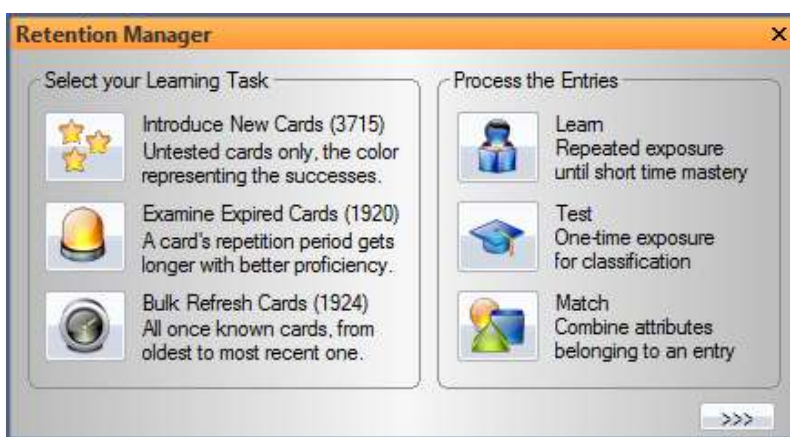 Retention Manager
Select your Learning Task
Introduce New Cards (3715)
Untested cards only, the color
representing the successes.
Examine Expired Cards (1920)
A card's repetition period gets
longer with better proficiency.
Bulk Refresh Cards (1924)
All once known cards, from
oldest to most recent one.
Process the Entries
Learn
Repeated exposure
until short time mastery
Test
One-time exposure
for classification
Match
Combine attributes
belonging to an entry
>>>